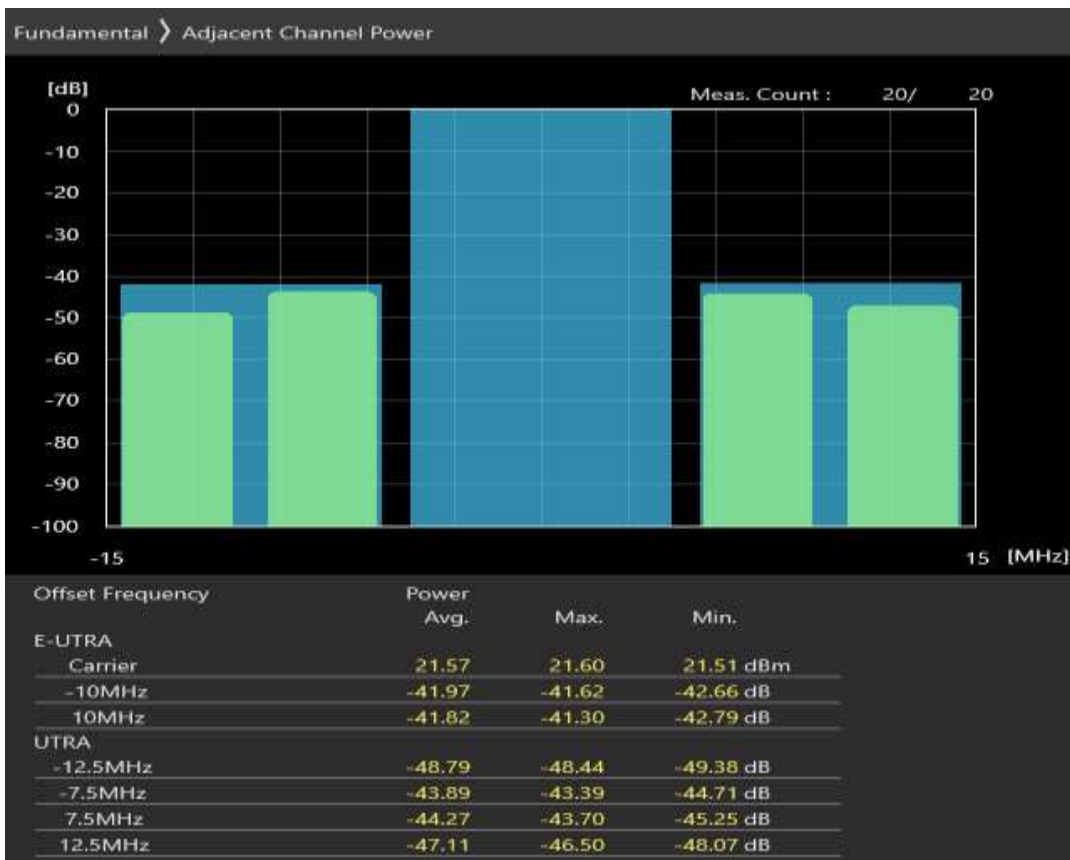 Fundamental ❯ Adjacent Channel Power
[dB]
Meas. Count : 20/ 20
0
-10
-20
-30
-40
-50
-60
-70
-80
-90
-100
-15 15 [MHz]
Offset Frequency Power
Avg. Max. Min.
E-UTRA
Carrier 21.57 21.60 21.51 dBm
-10MHz -41.97 -41.62 -42.66 dB
10MHz -41.82 -41.30 -42.79 dB
UTRA
-12.5MHz -48.79 -48.44 -49.38 dB
-7.5MHz -43.89 -43.39 -44.71 dB
7.5MHz -44.27 -43.70 -45.25 dB
12.5MHz -47.11 -46.50 -48.07 dB